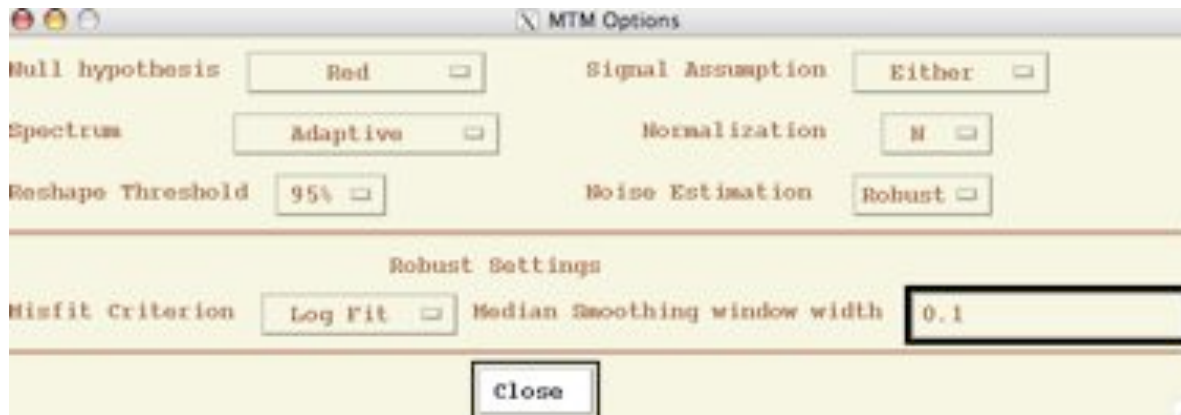 X MTM Options
Null hypothesis Red Signal Assumption Either
Spectrum Adaptive Normalization N
Reshape Threshold 95% Noise Estimation Robust
Robust Settings
Misfit Criterion Log Fit Median Smoothing window width 0.1
Close